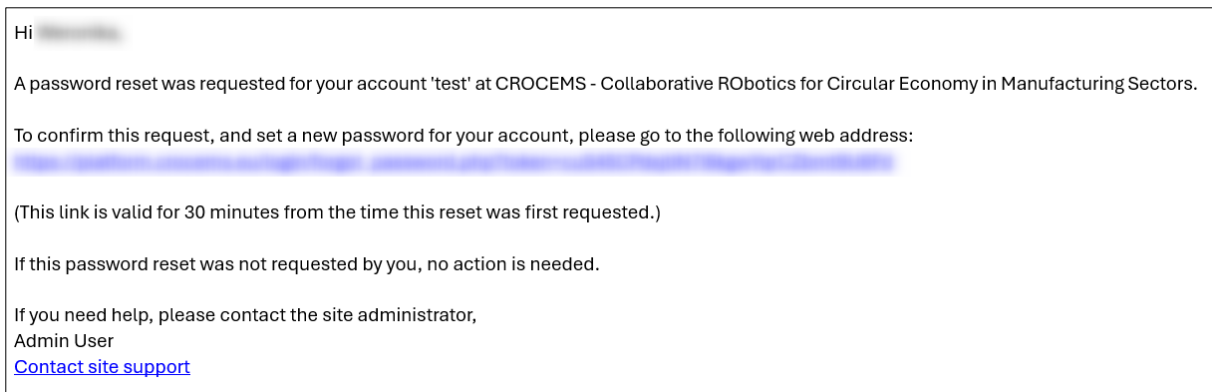 Hi
A password reset was requested for your account 'test' at CROCEMS - Collaborative RObotics for Circular Economy in Manufacturing Sectors.
To confirm this request, and set a new password for your account, please go to the following web address:
(This link is valid for 30 minutes from the time this reset was first requested.)
If this password reset was not requested by you, no action is needed.
If you need help, please contact the site administrator,
Admin User
Contact site support